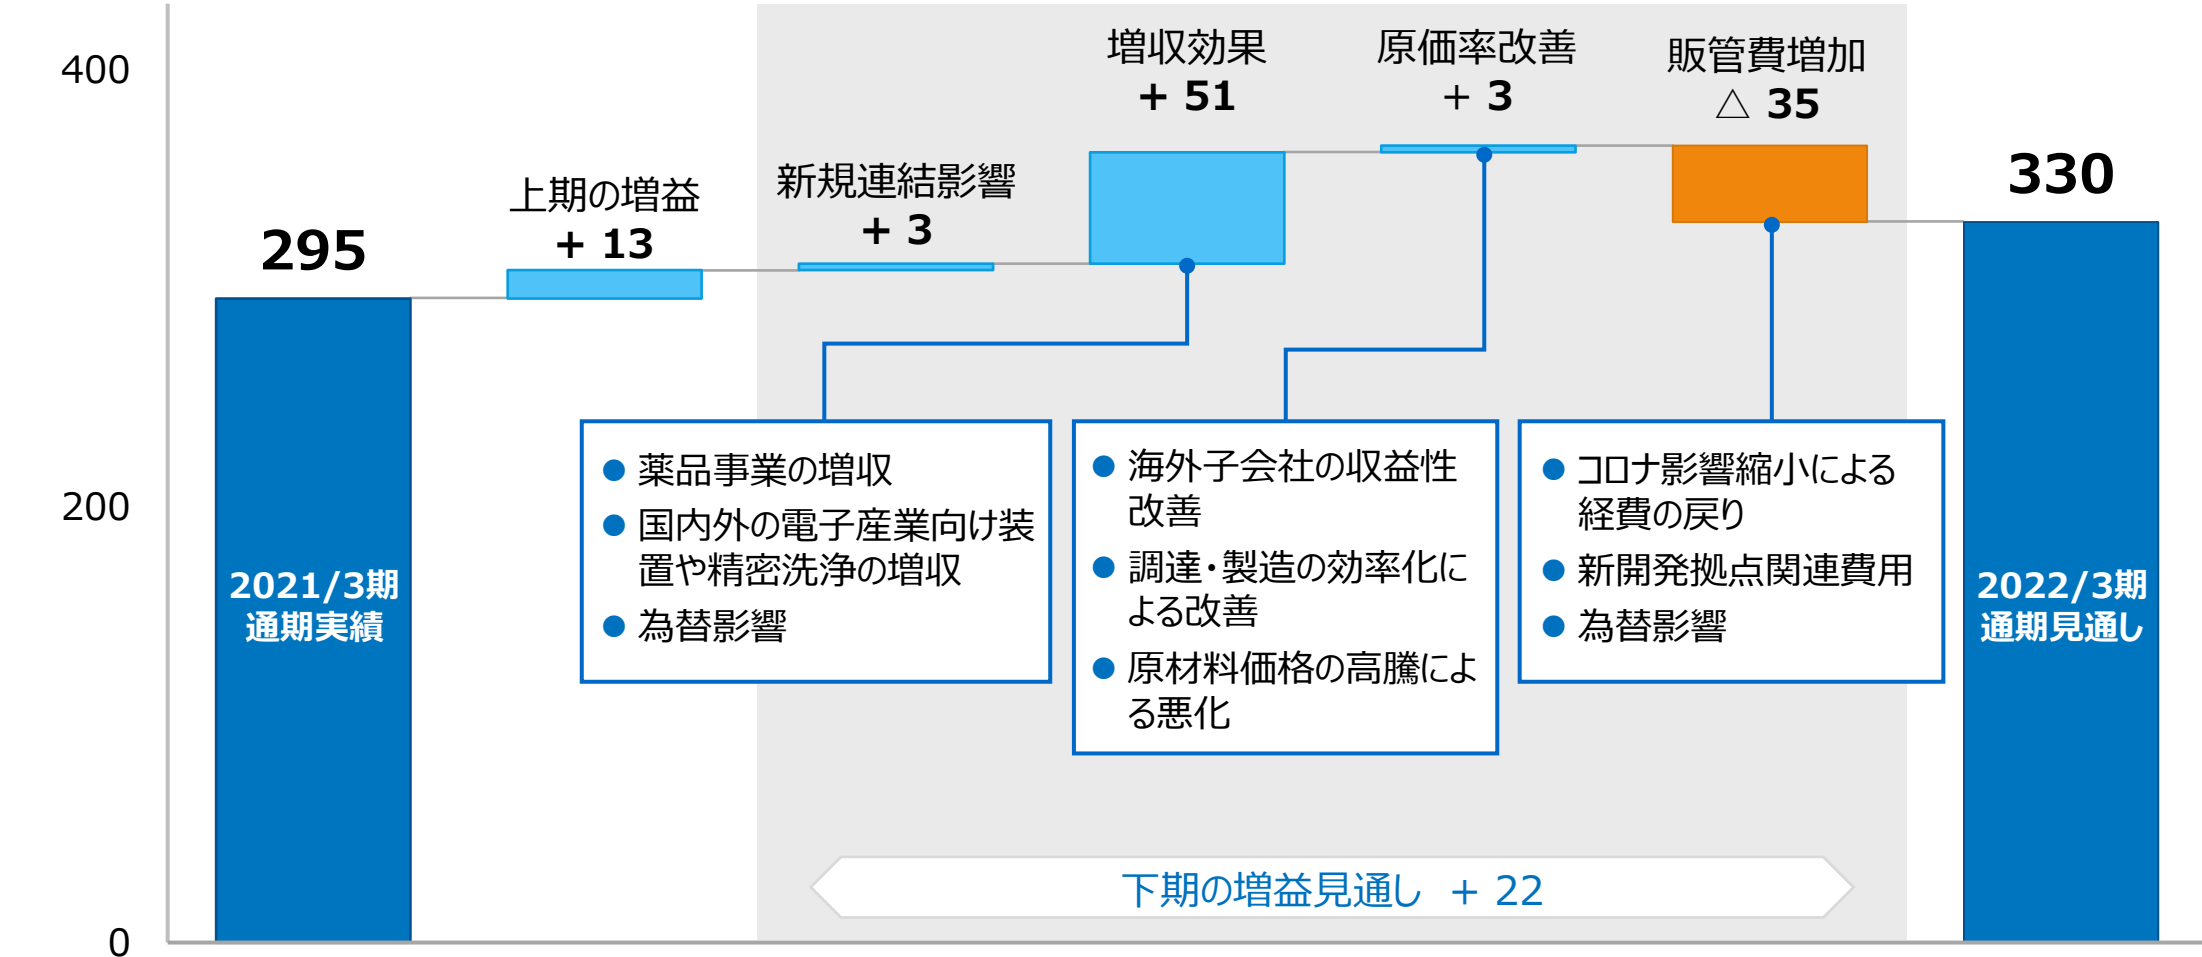 400
200
0
295
2021/3期
通期実績
上期の増益
+ 13
新規連結影響
+ 3
増収効果
+ 51
原価率改善
+ 3
販管費増加
△ 35
330
2022/3期
通期見通し
● 薬品事業の増収
● 国内外の電子産業向け装
置や精密洗浄の増収
● 為替影響
● 海外子会社の収益性
改善
● 調達・製造の効率化に
よる改善
● 原材料価格の高騰によ
る悪化
● コロナ影響縮小による
経費の戻り
● 新開発拠点関連費用
● 為替影響
下期の増益見通し + 22